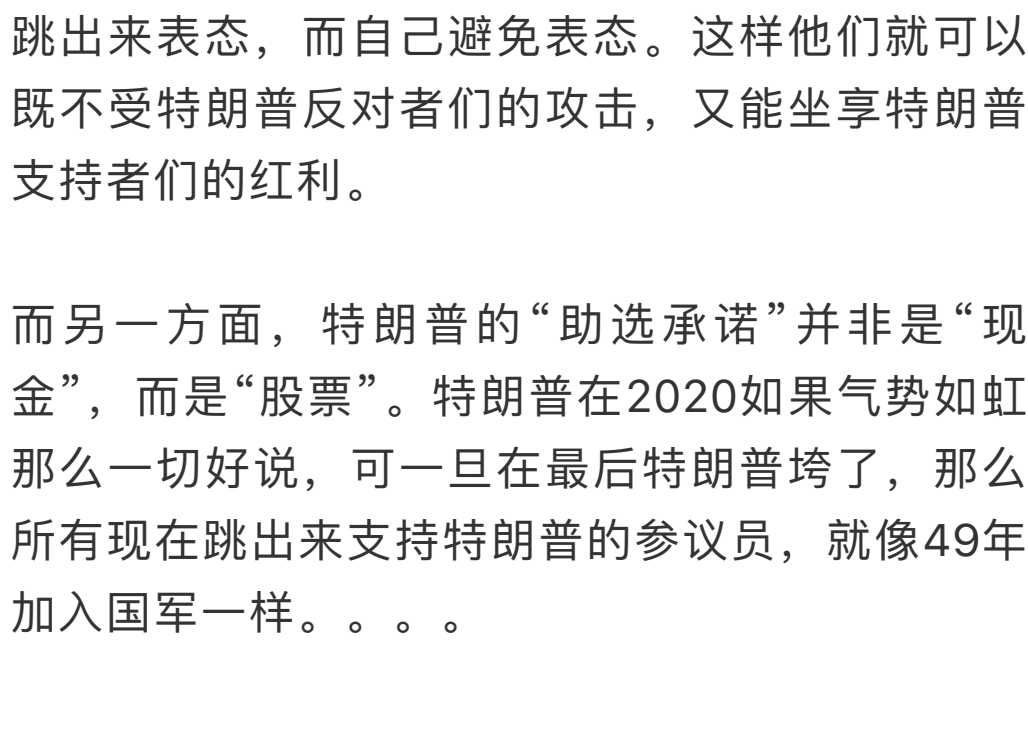 跳出来表态，而自己避免表态。这样他们就可以
既不受特朗普反对者们的攻击，又能坐享特朗普
支持者们的红利。
而另一方面，特朗普的“助选承诺”并非是“现
金”，而是“股票”。特朗普在2020如果气势如虹
那么一切好说，可一旦在最后特朗普垮了，那么
所有现在跳出来支持特朗普的参议员，就像49年
加入国军一样。。。。